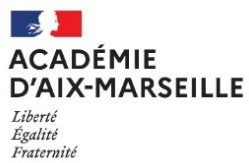 ACADÉMIE
D'AIX-MARSEILLE
Liberté
Égalité
Fraternité